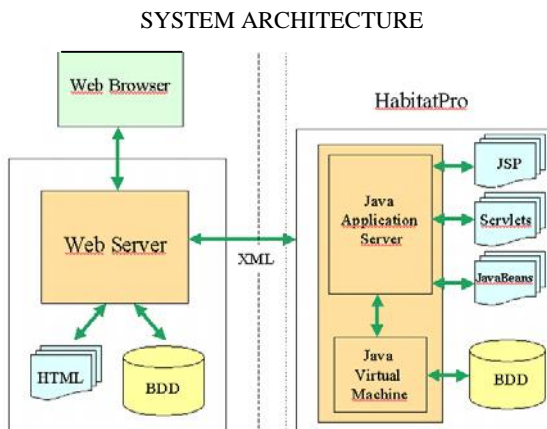 SYSTEM ARCHITECTURE
Web Browser
HabitatPro
Web Server
XML
HTML
BDD
Java
Application
Server
JSP
Servlets
JavaBeans
Java
Virtual
Machine
BDD